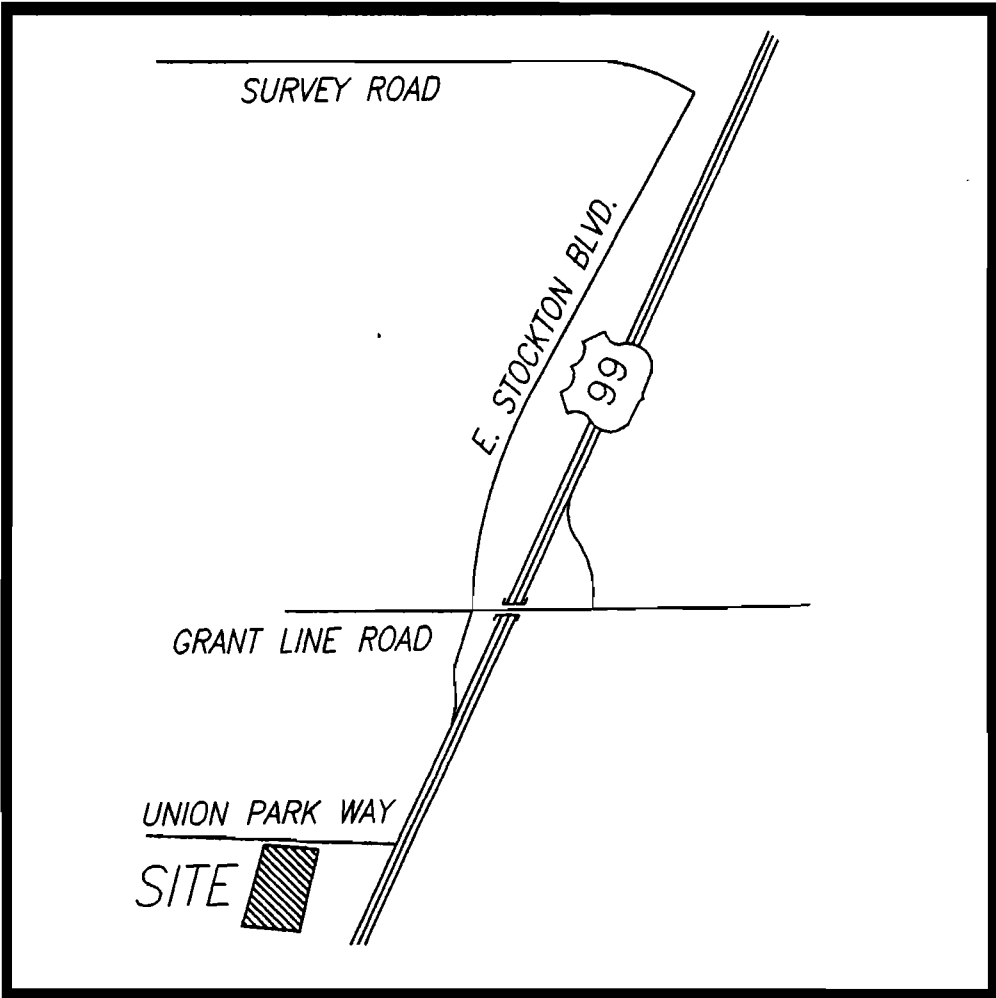 SURVEY ROAD
E. STOCKTON BLVD.
99
GRANT LINE ROAD
UNION PARK WAY
SITE